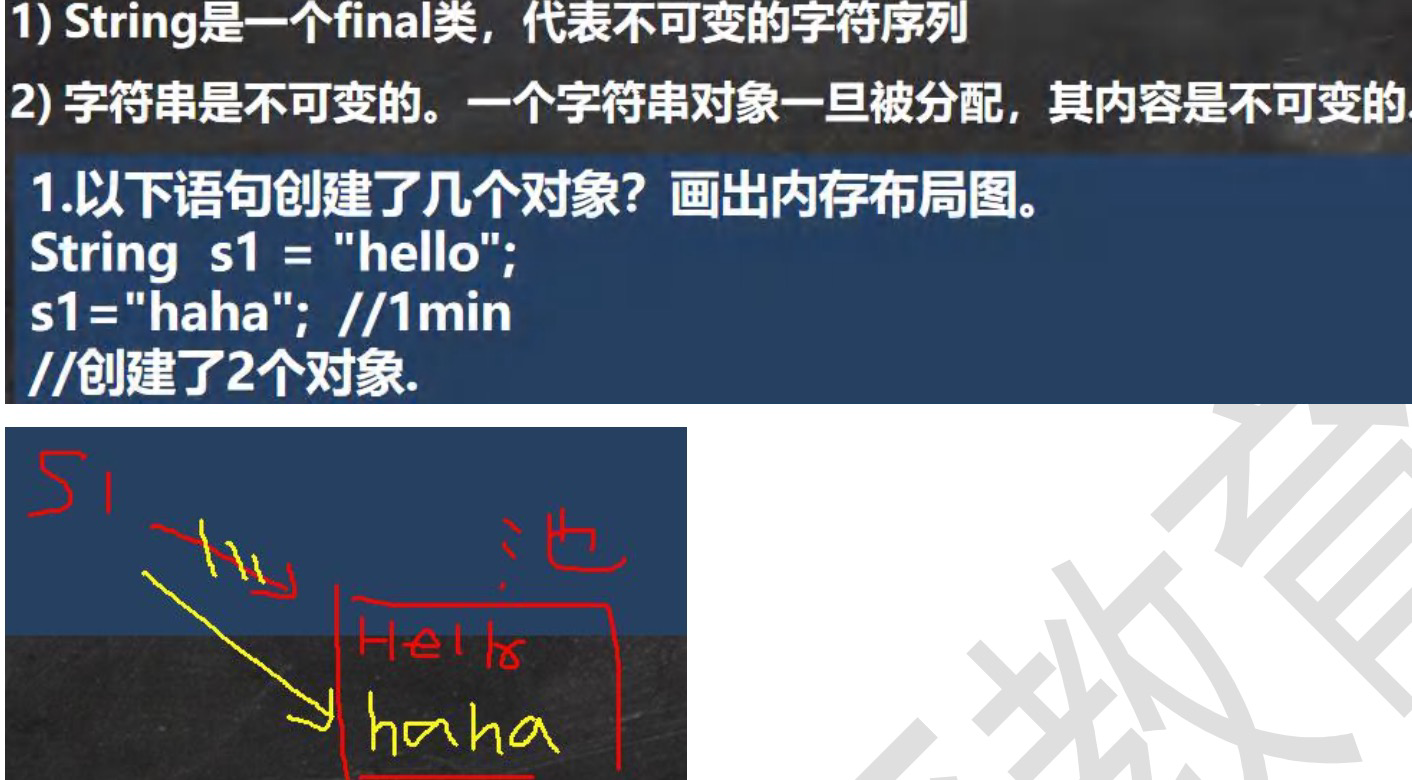 1) String是一个final类，代表不可变的字符序列
2) 字符串是不可变的。一个字符串对象一旦被分配，其内容是不可变的.
1.以下语句创建了几个对象？画出内存布局图。
String s1 = "hello";
s1="haha"; //1min
//创建了2个对象.
S1
池
Hello
haha
教育